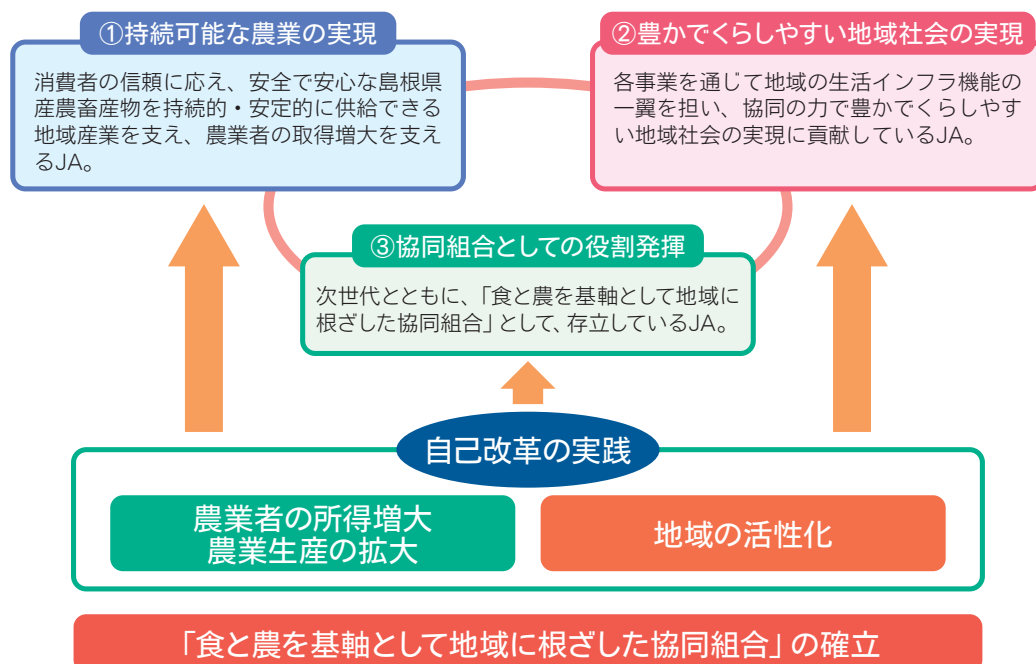 ①持続可能な農業の実現
消費者の信頼に応え、安全で安心な島根県
産農畜産物を持続的・安定的に供給できる
地域産業を支え、農業者の取得増大を支え
るJA。
②豊かでくらしやすい地域社会の実現
各事業を通じて地域の生活インフラ機能の
一翼を担い、協同の力で豊かでくらしやす
い地域社会の実現に貢献しているJA。
③協同組合としての役割発揮
次世代とともに、「食と農を基軸として地域に
根ざした協同組合」として、存立しているJA。
自己改革の実践
農業者の所得増大
農業生産の拡大
地域の活性化
「食と農を基軸として地域に根ざした協同組合」の確立